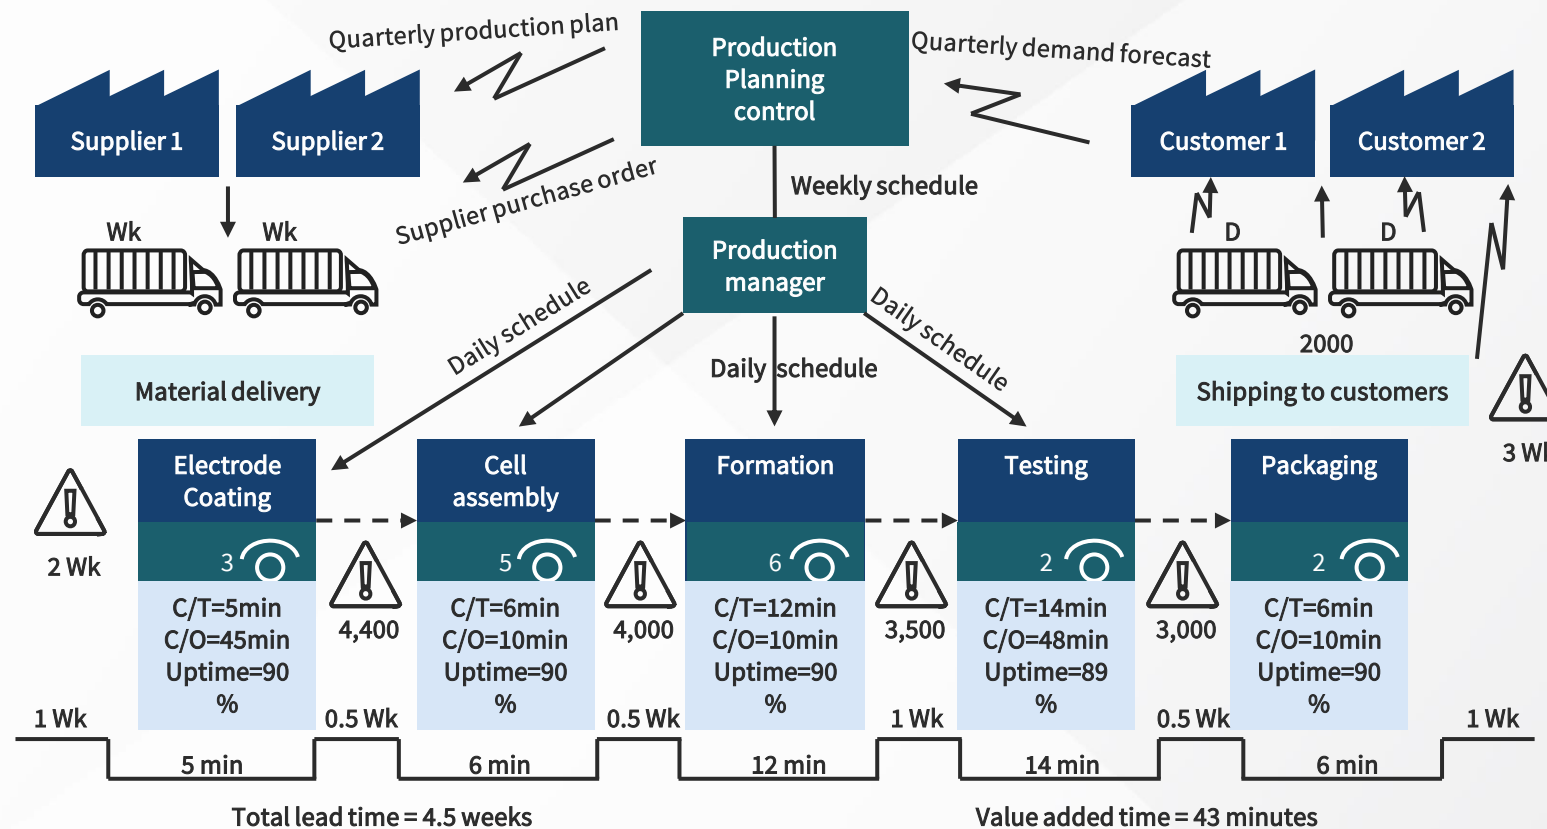 Quarterly production plan
Production
Planning
control
Quarterly demand forecast
Supplier 1
Supplier 2
Customer 1
Customer 2
Supplier purchase order
Weekly schedule
Wk
Wk
D
D
Production
manager
Daily schedule
Daily schedule
Daily schedule
2000
Material delivery
Shipping to customers
3 Wk
2 Wk
Electrode
Coating
3
C/T=5min
C/O=45min
Uptime=90
%
4,400
Cell
assembly
5
C/T=6min
C/O=10min
Uptime=90
%
4,000
Formation
6
C/T=12min
C/O=10min
Uptime=90
%
3,500
Testing
2
C/T=14min
C/O=48min
Uptime=89
%
3,000
Packaging
2
C/T=6min
C/O=10min
Uptime=90
%
1 Wk
0.5 Wk
0.5 Wk
1 Wk
0.5 Wk
1 Wk
5 min
6 min
12 min
14 min
6 min
Total lead time = 4.5 weeks
Value added time = 43 minutes